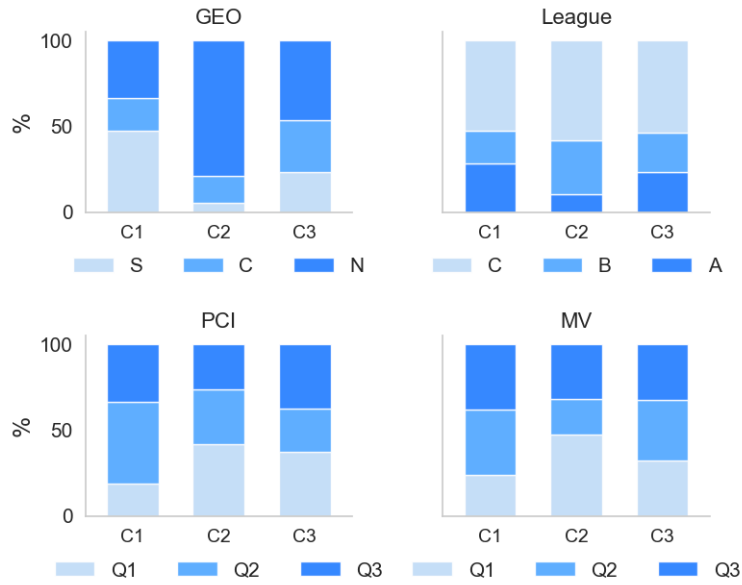 GEO
League
100
50
0
%
C1 C2 C3
C1 C2 C3
S C N
C B A
PCI
MV
100
50
0
%
C1 C2 C3
C1 C2 C3
Q1 Q2 Q3
Q1 Q2 Q3